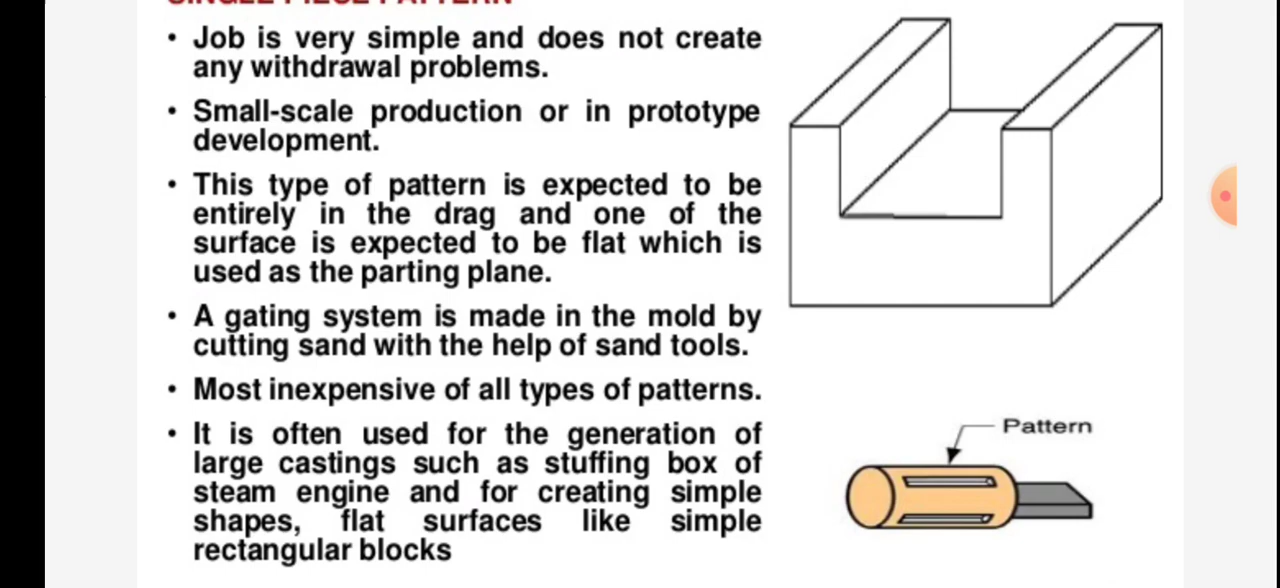 SINGLE PIECE PATTERN
• Job is very simple and does not create
any withdrawal problems.
• Small-scale production or in prototype
development.
• This type of pattern is expected to be
entirely in the drag and one of the
surface is expected to be flat which is
used as the parting plane.
• A gating system is made in the mold by
cutting sand with the help of sand tools.
• Most inexpensive of all types of patterns.
• It is often used for the generation of
large castings such as stuffing box of
steam engine and for creating simple
shapes, flat surfaces like simple
rectangular blocks
Pattern